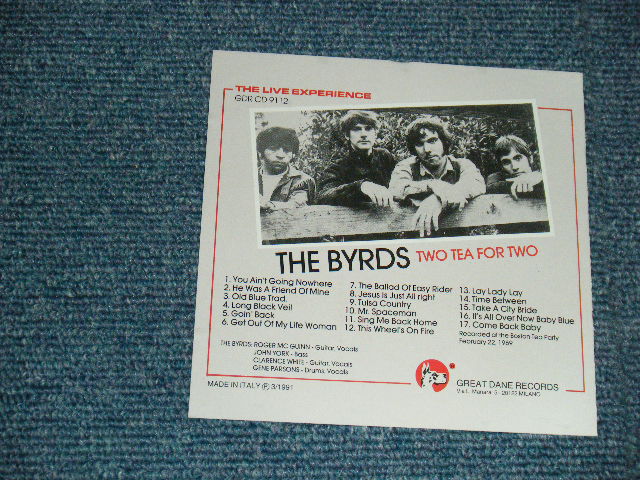 THE LIVE EXPERIENCE
GDR CD 9112
THE BYRDS TWO TEA FOR TWO
1. You Ain't Going Nowhere
2. He Was A Friend Of Mine
3. Old Blue Trad.
4. Long Black Veil
5. Goin' Back
6. Get Out Of My Life Woman
7. The Ballad Of Easy Rider
8. Jesus is Just All right
9. Tulsa Country
10. Mr. Spaceman
11. Sing Me Back Home
12. This Wheel's On Fire
13. Lay Lady Lay
14. Time Between
15. Take A City Bride
16. It's All Over Now Baby Blue
17. Come Back Baby
Recorded at the Boston Tea Party
February 22, 1969
THE BYRDS: ROGER MC GUINN - Guitar, Vocals
JOHN YORK - Bass
CLARENCE WHITE - Guitar, Vocals
GENE PARSONS - Drums, Vocals
MADE IN ITALY (P) 3/1991
GREAT DANE RECORDS
MILANO